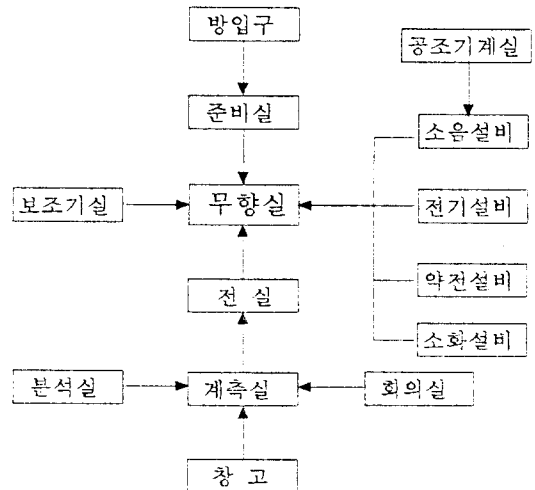 방입구
공조기계실
준비실
소음설비
보조기실
무향실
전기설비
전 실
약전설비
소화설비
분석실
계측실
회의실
창 고